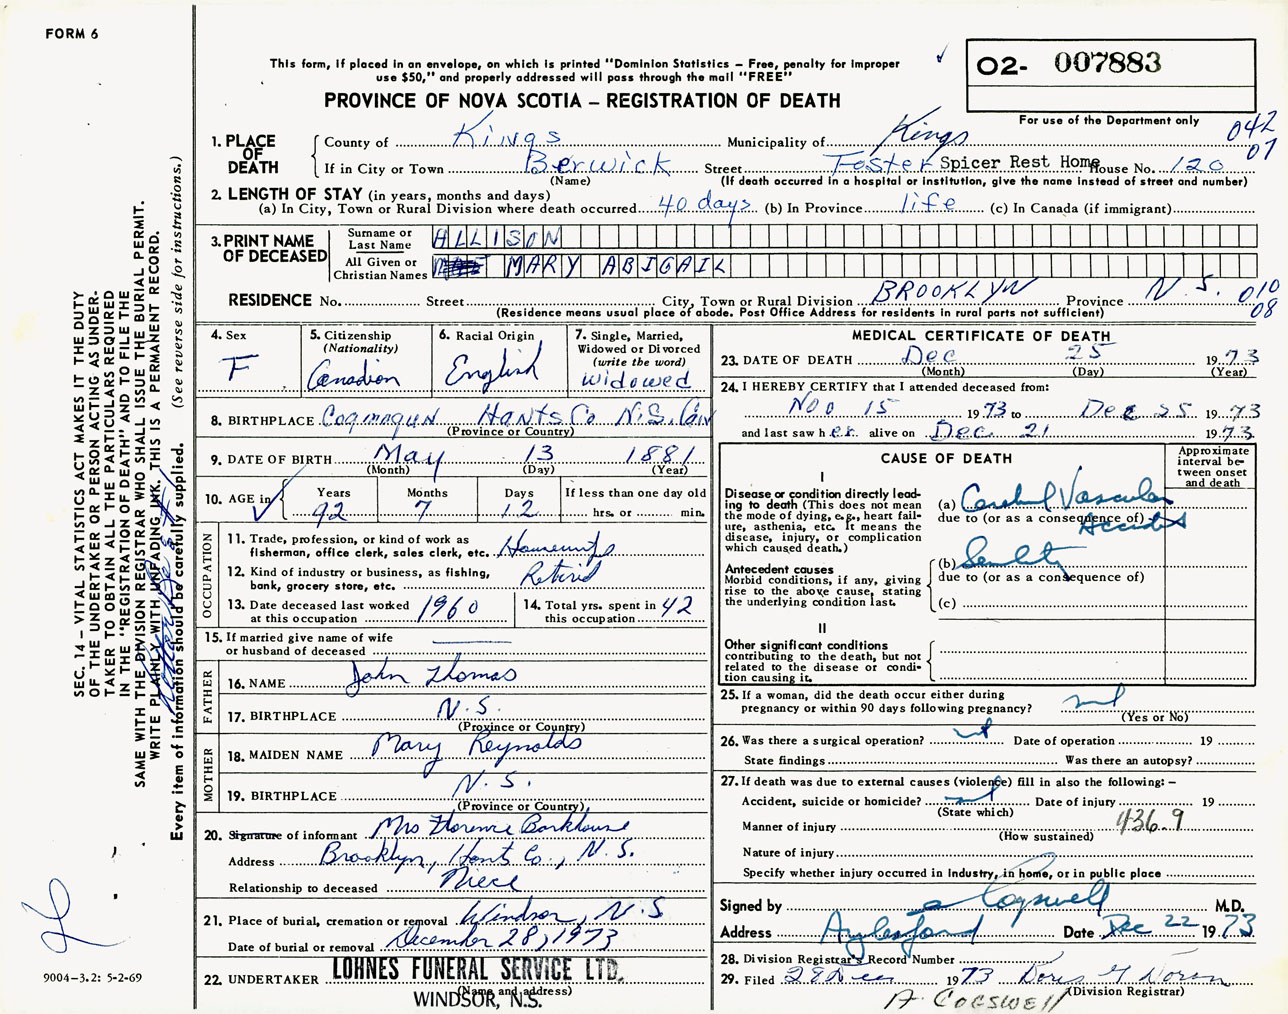 FORM 6
This form, if placed in an envelope, on which is printed "Dominion Statistics – Free, penalty for improper
use $50," and properly addressed will pass through the mail "FREE"
PROVINCE OF NOVA SCOTIA – REGISTRATION OF DEATH
02- 007883
For use of the Department only
042
07
1. PLACE OF DEATH
County of Kings Municipality of Kings
If in City or Town Berwick Street Foster Spicer Rest Home House No. 120
(Name) (If death occurred in a hospital or institution, give the name instead of street and number)
2. LENGTH OF STAY (in years, months and days)
(a) In City, Town or Rural Division where death occurred 40 days (b) In Province life (c) In Canada (if immigrant)
3. PRINT NAME OF DECEASED
Surname or Last Name ALLISON
All Given or Christian Names MARY ABIGAIL
RESIDENCE No. Street City, Town or Rural Division BROOKLYN Province N.S. 010
08
(Residence means usual place of abode. Post Office Address for residents in rural parts not sufficient)
4. Sex
F
5. Citizenship
(Nationality)
Canadian
6. Racial Origin
English
7. Single, Married,
Widowed or Divorced
(write the word)
widowed
8. BIRTHPLACE Cogmagun Hants Co N.S. Can
(Province or Country)
9. DATE OF BIRTH May 13 1881
(Month) (Day) (Year)
10. AGE in
Years Months Days If less than one day old
92 7 12 hrs. or min.
OCCUPATION
11. Trade, profession, or kind of work as
fisherman, office clerk, sales clerk, etc. Housewife
12. Kind of industry or business, as fishing,
bank, grocery store, etc. Retired
13. Date deceased last worked
at this occupation 1960
14. Total yrs. spent in
this occupation 42
15. If married give name of wife
or husband of deceased
FATHER
16. NAME John Thomas
17. BIRTHPLACE N.S.
(Province or Country)
MOTHER
18. MAIDEN NAME Mary Reynolds
19. BIRTHPLACE N.S.
(Province or Country)
20. Signature of informant Mrs Florence Barkhouse
Address Brooklyn, Hants Co., N.S.
Relationship to deceased Niece
21. Place of burial, cremation or removal Windsor, N.S
Date of burial or removal December 28, 1973
22. UNDERTAKER LOHNES FUNERAL SERVICE LTD.
(Name and address)
WINDSOR, N.S.
MEDICAL CERTIFICATE OF DEATH
23. DATE OF DEATH Dec 25 1973
(Month) (Day) (Year)
24. I HEREBY CERTIFY that I attended deceased from:
Nov 15 1973 to Dec 25 1973
and last saw her alive on Dec. 21 1973
CAUSE OF DEATH
Approximate interval between onset and death
I
Disease or condition directly lead-
ing to death (This does not mean
the mode of dying, e.g., heart fail-
ure, asthenia, etc. It means the
disease, injury, or complication
which caused death.)
(a) Cerebral Vascular
due to (or as a consequence of) Accident
Antecedent causes
Morbid conditions, if any, giving
rise to the above cause, stating
the underlying condition last.
(b) Senility
due to (or as a consequence of)
(c)
II
Other significant conditions
contributing to the death, but not
related to the disease or condi-
tion causing it.
25. If a woman, did the death occur either during
pregnancy or within 90 days following pregnancy?
(Yes or No)
26. Was there a surgical operation? Date of operation 19
State findings Was there an autopsy?
27. If death was due to external causes (violence) fill in also the following: –
Accident, suicide or homicide? Date of injury 19
(State which)
Manner of injury 436.9
(How sustained)
Nature of injury
Specify whether injury occurred in Industry, in home, or in public place
Signed by Cogswell M.D.
Address Aylesford Date Dec 22 1973
28. Division Registrar's Record Number
29. Filed 28 Dec 1973 Doris
(Division Registrar)
A. COGSWELL
SEC. 14 – VITAL STATISTICS ACT MAKES IT THE DUTY
OF THE UNDERTAKER OR PERSON ACTING AS UNDER-
TAKER TO OBTAIN ALL THE PARTICULARS REQUIRED
IN THE "REGISTRATION OF DEATH" AND TO FILE THE
SAME WITH THE DIVISION REGISTRAR WHO SHALL ISSUE THE BURIAL PERMIT.
WRITE PLAINLY WITH UNFADING INK. THIS IS A PERMANENT RECORD.
Every item of information should be carefully supplied. (See reverse side for instructions.)
9004-3.2: 5-2-69